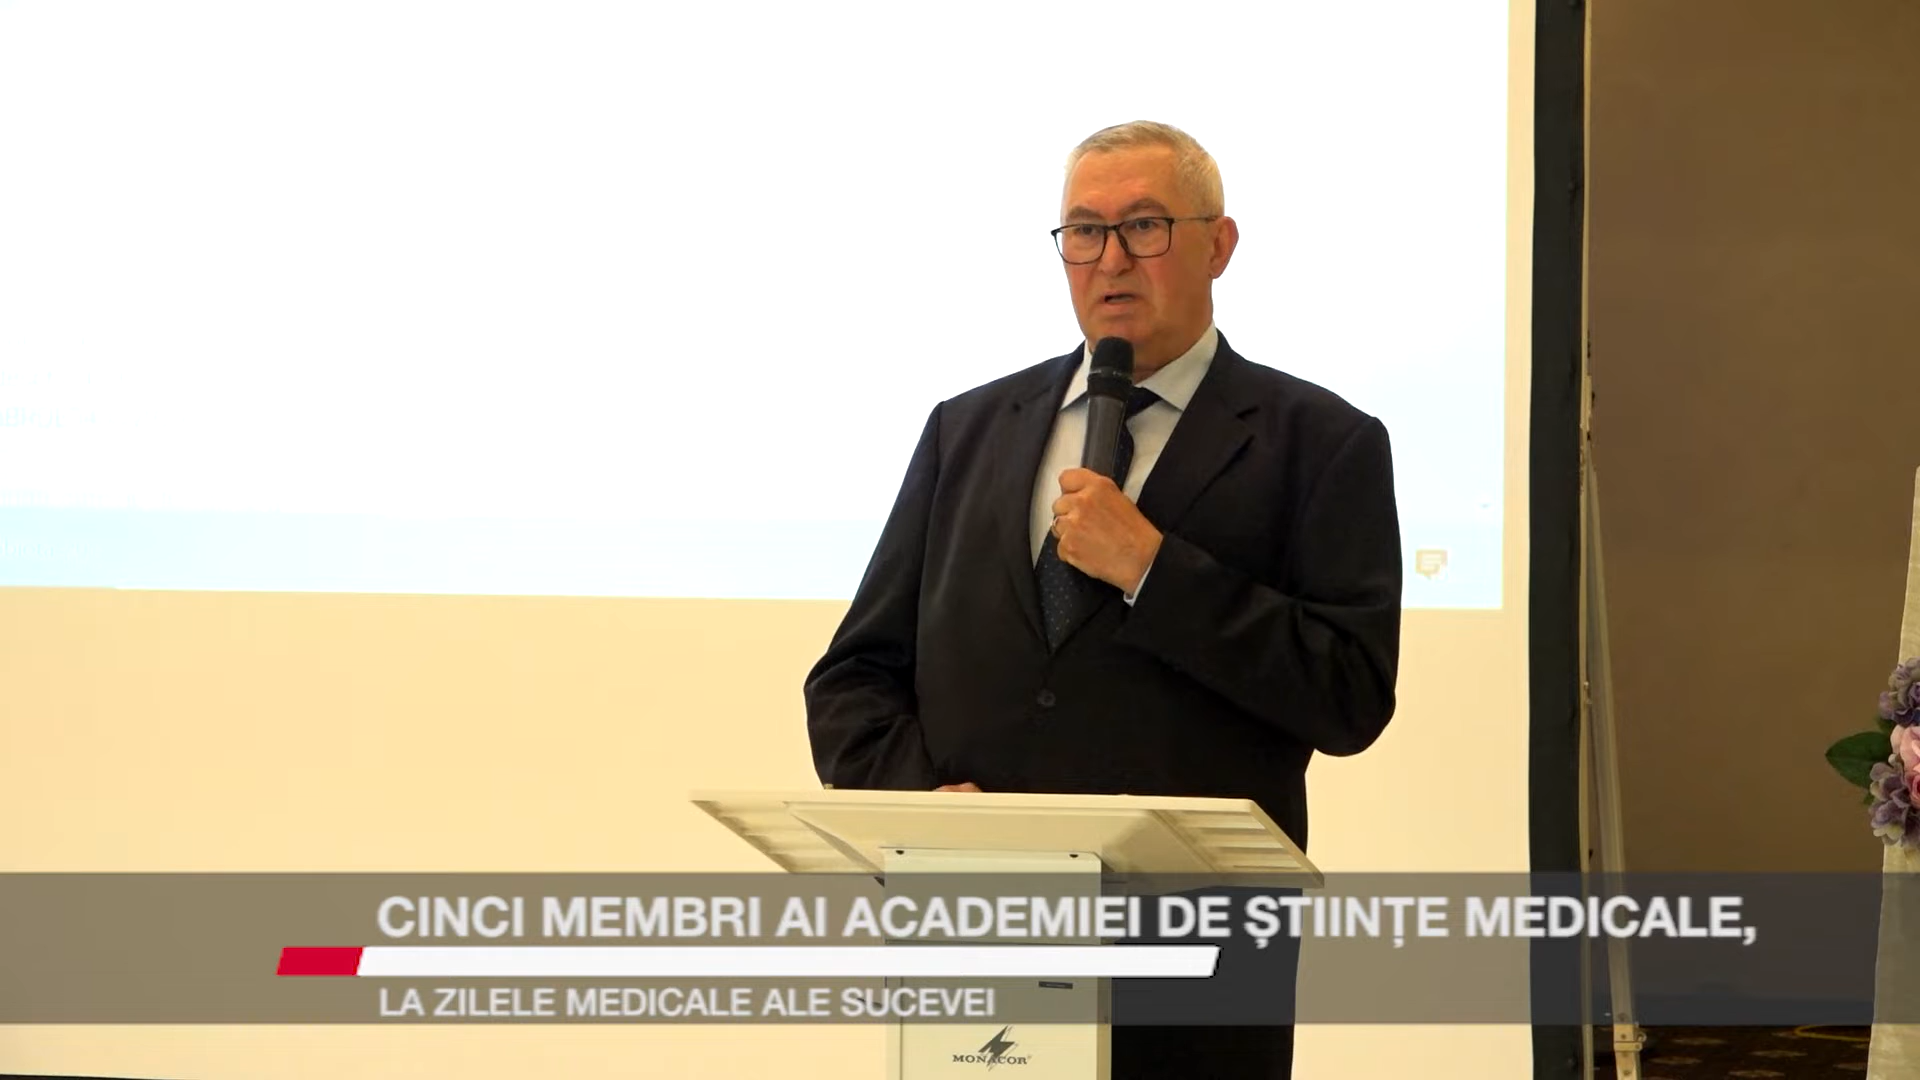 CINCI MEMBRI AI ACADEMIEI DE ȘTIINȚE MEDICALE,
LA ZILELE MEDICALE ALE SUCEVEI
MONACOR